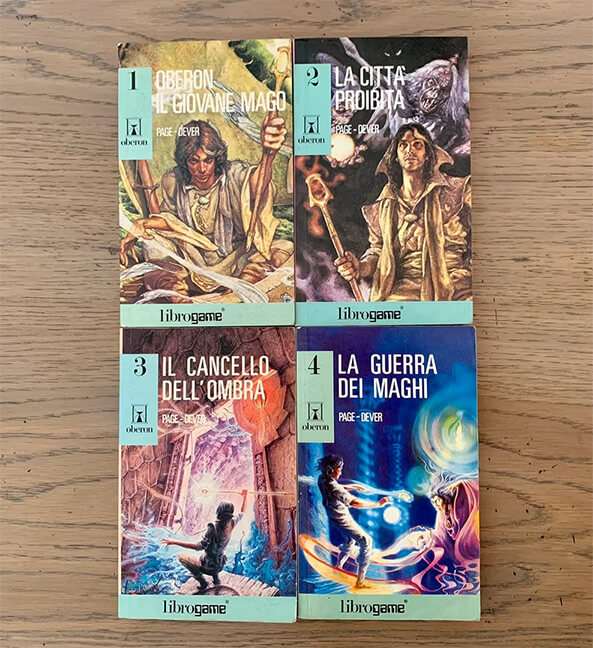 1
OBERON
IL GIOVANE MAGO
PAGE-DEVER
oberon
librogame®
2
LA CITTÀ
PROIBITA
PAGE-DEVER
oberon
librogame®
3
IL CANCELLO
DELL'OMBRA
PAGE-DEVER
oberon
librogame®
4
LA GUERRA
DEI MAGHI
PAGE-DEVER
oberon
librogame®